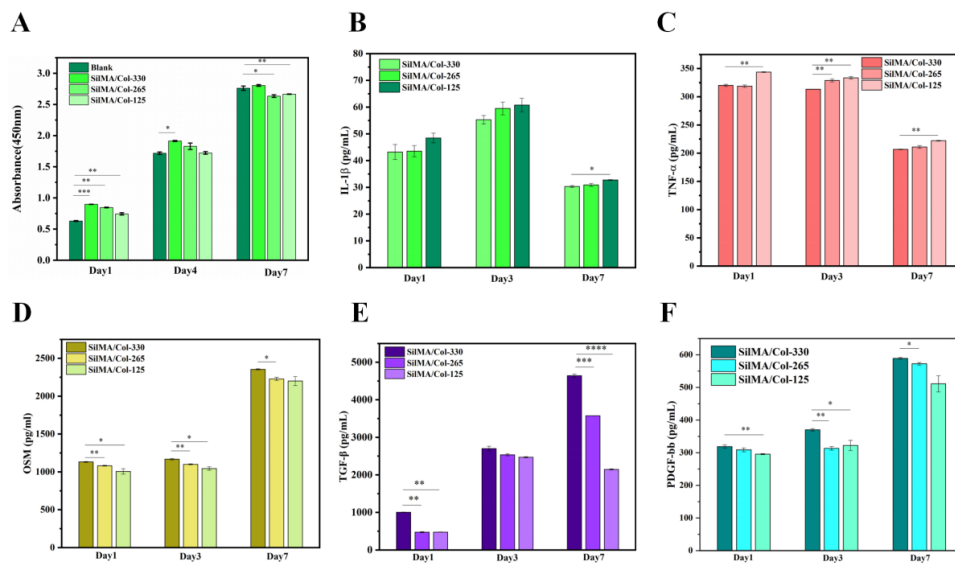 A
Blank
SilMA/Col-330
SilMA/Col-265
SilMA/Col-125
Absorbance(450nm)
3.0
2.5
2.0
1.5
1.0
0.5
0.0
***
**
**
*
*
**
Day1
Day4
Day7
B
SilMA/Col-330
SilMA/Col-265
SilMA/Col-125
IL-1β (pg/mL)
80
70
60
50
40
30
20
10
0
*
Day1
Day3
Day7
C
SilMA/Col-330
SilMA/Col-265
SilMA/Col-125
TNF-α (pg/mL)
350
300
250
200
150
100
50
0
**
**
**
**
Day1
Day3
Day7
D
SilMA/Col-330
SilMA/Col-265
SilMA/Col-125
OSM (pg/ml)
2500
2000
1500
1000
500
0
*
**
*
**
*
Day1
Day3
Day7
E
SilMA/Col-330
SilMA/Col-265
SilMA/Col-125
TGF-β (pg/mL)
5000
4000
3000
2000
1000
0
**
**
****
***
Day1
Day3
Day7
F
SilMA/Col-330
SilMA/Col-265
SilMA/Col-125
PDGF-bb (pg/mL)
600
500
400
300
200
100
0
**
*
**
*
Day1
Day3
Day7